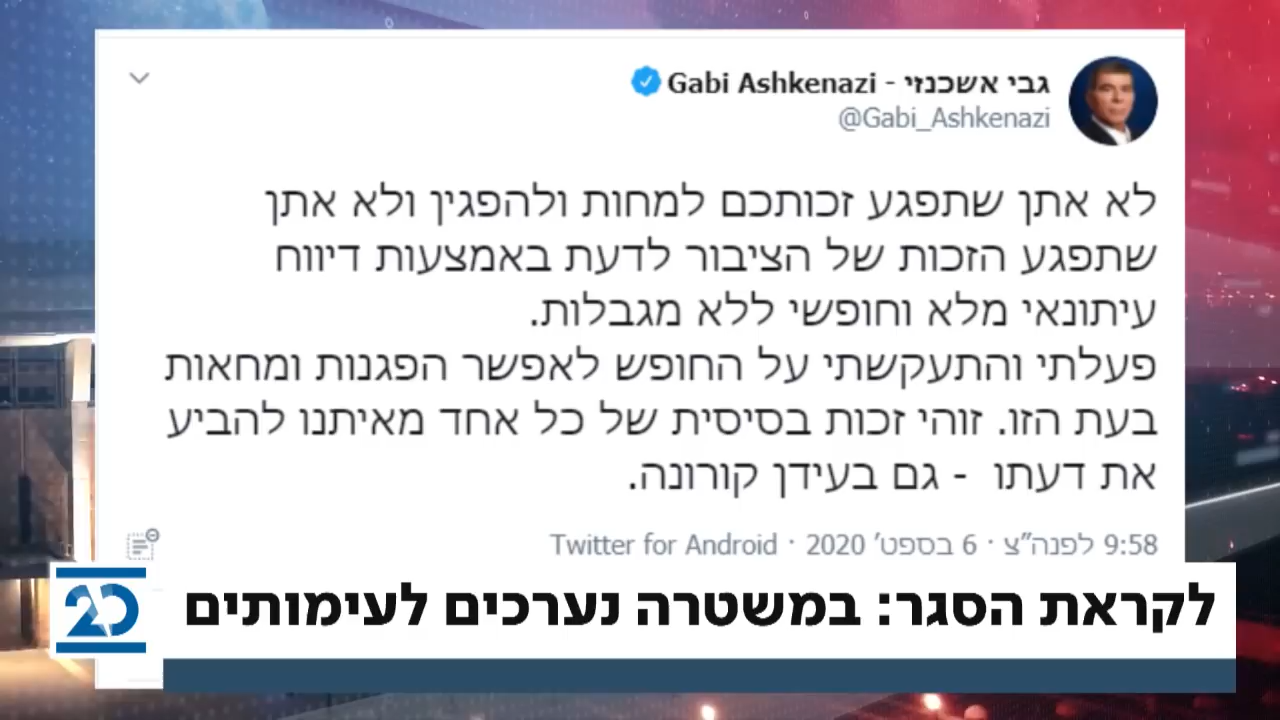 גבי אשכנזי - Gabi Ashkenazi
@Gabi_Ashkenazi
לא אתן שתפגע זכותכם למחות ולהפגין ולא אתן
שתפגע הזכות של הציבור לדעת באמצעות דיווח
עיתונאי מלא וחופשי ללא מגבלות.
פעלתי והתעקשתי על החופש לאפשר הפגנות ומחאות
בעת הזו. זוהי זכות בסיסית של כל אחד מאיתנו להביע
את דעתו - גם בעידן קורונה.
9:58 לפנה"צ · 6 בספט' 2020 · Twitter for Android
לקראת הסגר: במשטרה נערכים לעימותים
20